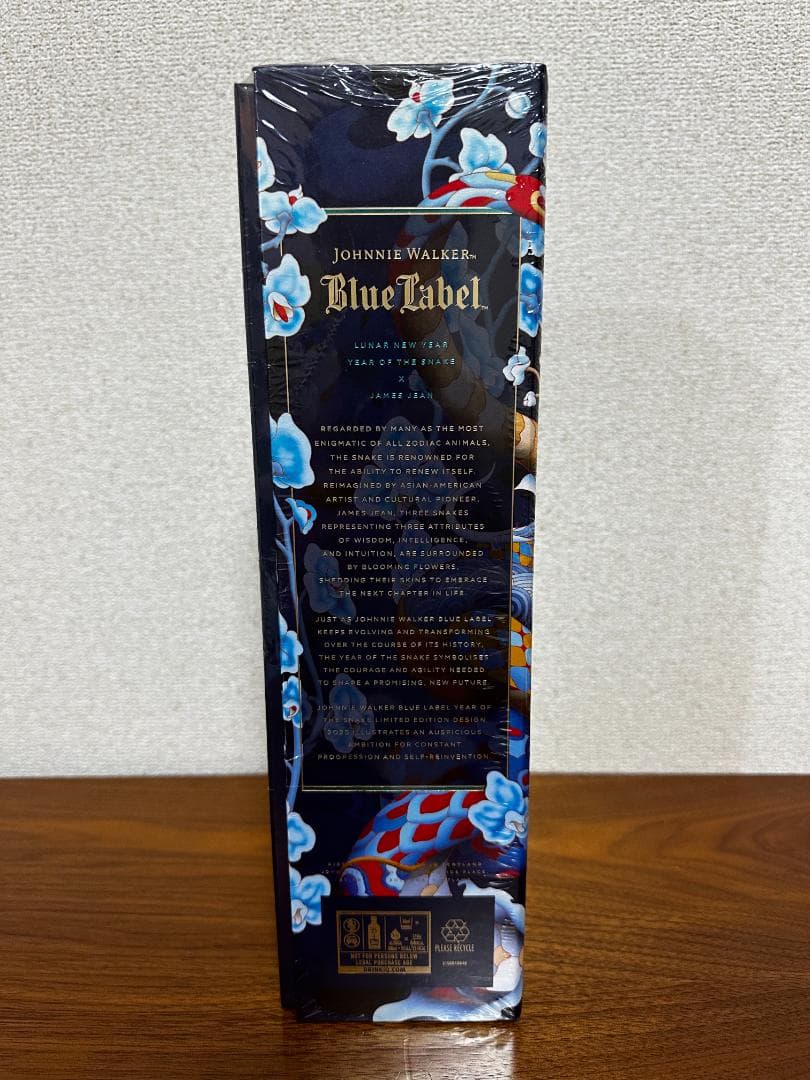 JOHNNIE WALKER™
Blue Label™
LUNAR NEW YEAR
YEAR OF THE SNAKE
X
JAMES JEAN
REGARDED BY MANY AS THE MOST
ENIGMATIC OF ALL ZODIAC ANIMALS,
THE SNAKE IS RENOWNED FOR
THE ABILITY TO RENEW ITSELF.
REIMAGINED BY ASIAN-AMERICAN
ARTIST AND CULTURAL PIONEER,
JAMES JEAN, THREE SNAKES
REPRESENTING THREE ATTRIBUTES
OF WISDOM, INTELLIGENCE,
AND INTUITION, ARE SURROUNDED
BY BLOOMING FLOWERS,
SHEDDING THEIR SKINS TO EMBRACE
THE NEXT CHAPTER IN LIFE.
JUST AS JOHNNIE WALKER BLUE LABEL
KEEPS EVOLVING AND TRANSFORMING
OVER THE COURSE OF ITS HISTORY,
THE YEAR OF THE SNAKE SYMBOLISES
THE COURAGE AND AGILITY NEEDED
TO SHAPE A PROMISING, NEW FUTURE.
JOHNNIE WALKER BLUE LABEL YEAR OF
THE SNAKE LIMITED EDITION DESIGN
2025 ILLUSTRATES AN AUSPICIOUS
AMBITION FOR CONSTANT
PROGRESSION AND SELF-REINVENTION.
PLEASE RECYCLE
NOT FOR PERSONS BELOW
LEGAL PURCHASE AGE
DRINKIQ.COM